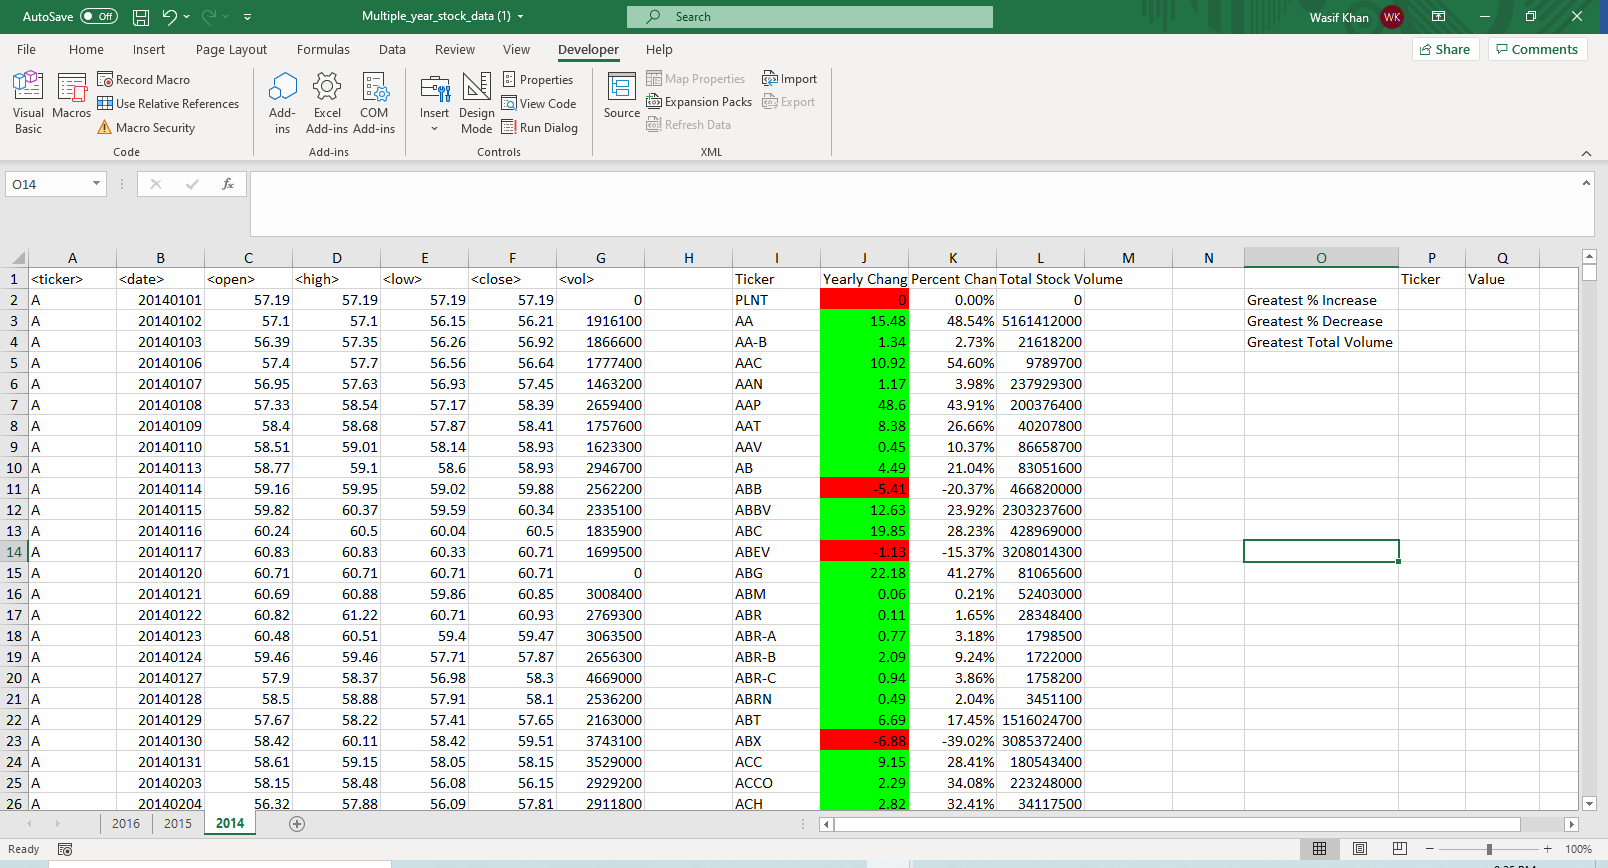 AutoSave Off Multiple_year_stock_data (1) Search Wasif Khan WK
File Home Insert Page Layout Formulas Data Review View Developer Help Share Comments
Visual Basic Macros Record Macro Use Relative References Macro Security
Add-ins Excel Add-ins COM Add-ins
Insert Design Mode Properties View Code Run Dialog
Source Map Properties Expansion Packs Refresh Data Import Export
Code Add-ins Controls XML
O14 fx
A B C D E F G H I J K L M N O P Q
1 <ticker> <date> <open> <high> <low> <close> <vol> Ticker Yearly Chang Percent Chan Total Stock Volume Ticker Value
2 A 20140101 57.19 57.19 57.19 57.19 0 PLNT 0 0.00% 0 Greatest % Increase
3 A 20140102 57.1 57.1 56.15 56.21 1916100 AA 15.48 48.54% 5161412000 Greatest % Decrease
4 A 20140103 56.39 57.35 56.26 56.92 1866600 AA-B 1.34 2.73% 21618200 Greatest Total Volume
5 A 20140106 57.4 57.7 56.56 56.64 1777400 AAC 10.92 54.60% 9789700
6 A 20140107 56.95 57.63 56.93 57.45 1463200 AAN 1.17 3.98% 237929300
7 A 20140108 57.33 58.54 57.17 58.39 2659400 AAP 48.6 43.91% 200376400
8 A 20140109 58.4 58.68 57.87 58.41 1757600 AAT 8.38 26.66% 40207800
9 A 20140110 58.51 59.01 58.14 58.93 1623300 AAV 0.45 10.37% 86658700
10 A 20140113 58.77 59.1 58.6 58.93 2946700 AB 4.49 21.04% 83051600
11 A 20140114 59.16 59.95 59.02 59.88 2562200 ABB -5.41 -20.37% 466820000
12 A 20140115 59.82 60.37 59.59 60.34 2335100 ABBV 12.63 23.92% 2303237600
13 A 20140116 60.24 60.5 60.04 60.5 1835900 ABC 19.85 28.23% 428969000
14 A 20140117 60.83 60.83 60.33 60.71 1699500 ABEV -1.13 -15.37% 3208014300
15 A 20140120 60.71 60.71 60.71 60.71 0 ABG 22.18 41.27% 81065600
16 A 20140121 60.69 60.88 59.86 60.85 3008400 ABM 0.06 0.21% 52403000
17 A 20140122 60.82 61.22 60.71 60.93 2769300 ABR 0.11 1.65% 28348400
18 A 20140123 60.48 60.51 59.4 59.47 3063500 ABR-A 0.77 3.18% 1798500
19 A 20140124 59.46 59.46 57.71 57.87 2656300 ABR-B 2.09 9.24% 1722000
20 A 20140127 57.9 58.37 56.98 58.3 4669000 ABR-C 0.94 3.86% 1758200
21 A 20140128 58.5 58.88 57.91 58.1 2536200 ABRN 0.49 2.04% 3451100
22 A 20140129 57.67 58.22 57.41 57.65 2163000 ABT 6.69 17.45% 1516024700
23 A 20140130 58.42 60.11 58.42 59.51 3743100 ABX -6.88 -39.02% 3085372400
24 A 20140131 58.61 59.15 58.05 58.15 3529000 ACC 9.15 28.41% 180543400
25 A 20140203 58.15 58.48 56.08 56.15 2929200 ACCO 2.29 34.08% 223248000
26 A 20140204 56.32 57.88 56.09 57.81 2911800 ACH 2.82 32.41% 34117500
2016 2015 2014
Ready 100%